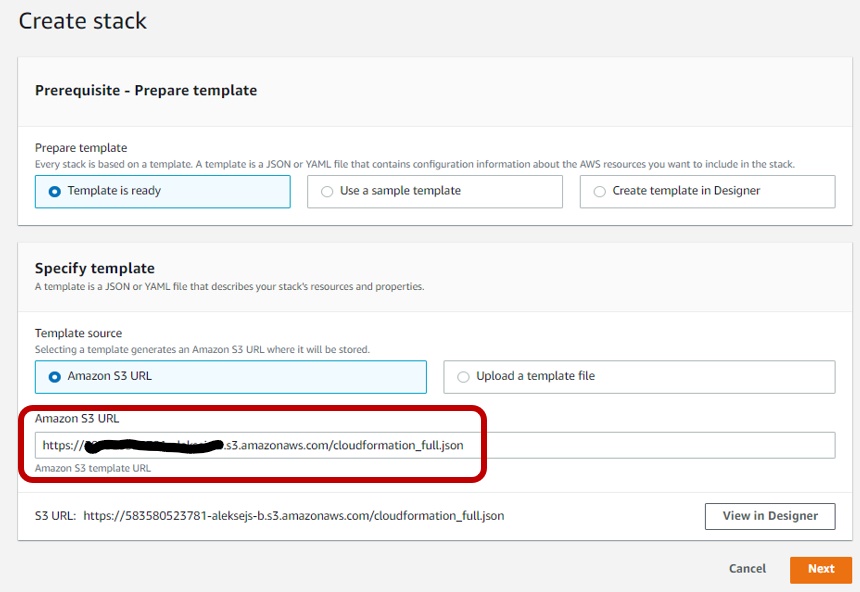 Create stack
Prerequisite - Prepare template
Prepare template
Every stack is based on a template. A template is a JSON or YAML file that contains configuration information about the AWS resources you want to include in the stack.
Template is ready
Use a sample template
Create template in Designer
Specify template
A template is a JSON or YAML file that describes your stack's resources and properties.
Template source
Selecting a template generates an Amazon S3 URL where it will be stored.
Amazon S3 URL
Upload a template file
Amazon S3 URL
https:// .s3.amazonaws.com/cloudformation_full.json
Amazon S3 template URL
S3 URL: https://583580523781-aleksejs-b.s3.amazonaws.com/cloudformation_full.json
View in Designer
Cancel
Next